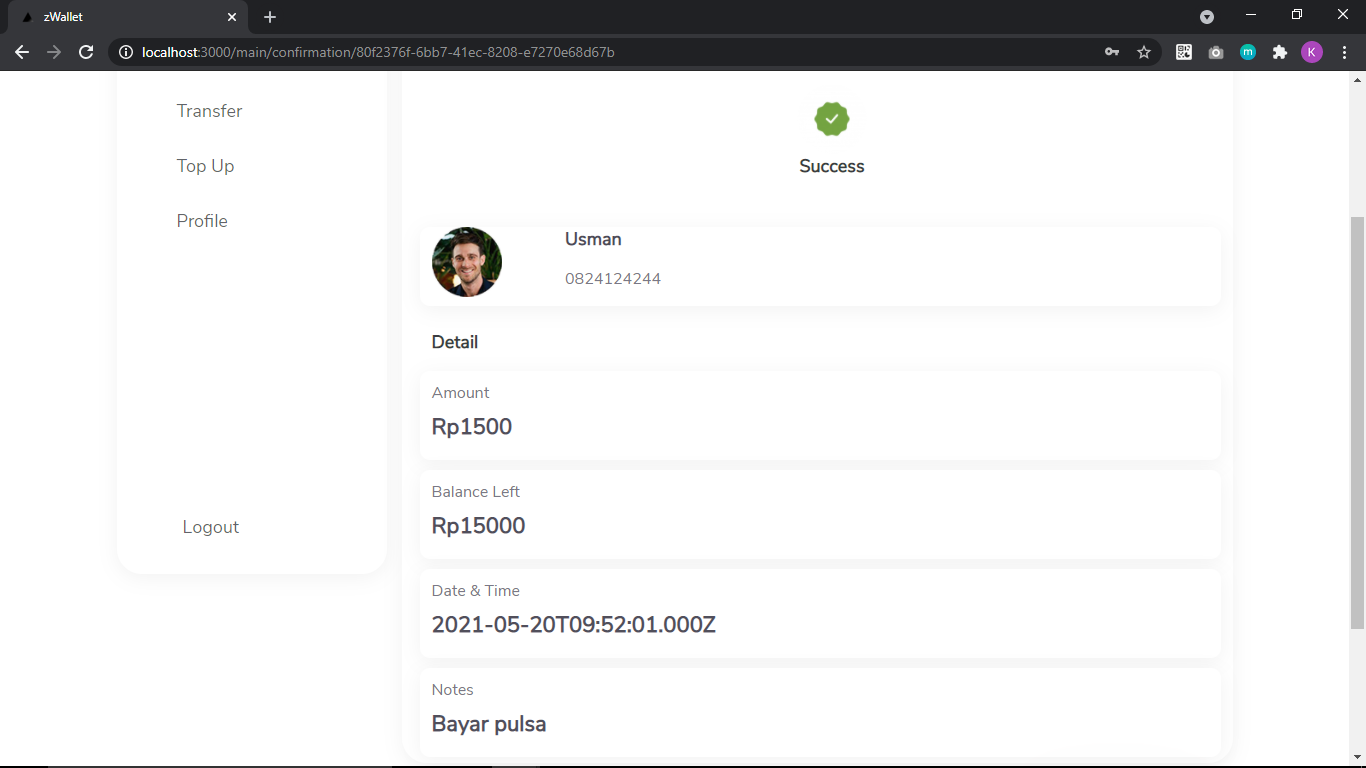 zWallet
localhost:3000/main/confirmation/80f2376f-6bb7-41ec-8208-e7270e68d67b
m
K
Transfer
Top Up
Profile
Logout
Success
Usman
0824124244
Detail
Amount
Rp1500
Balance Left
Rp15000
Date & Time
2021-05-20T09:52:01.000Z
Notes
Bayar pulsa